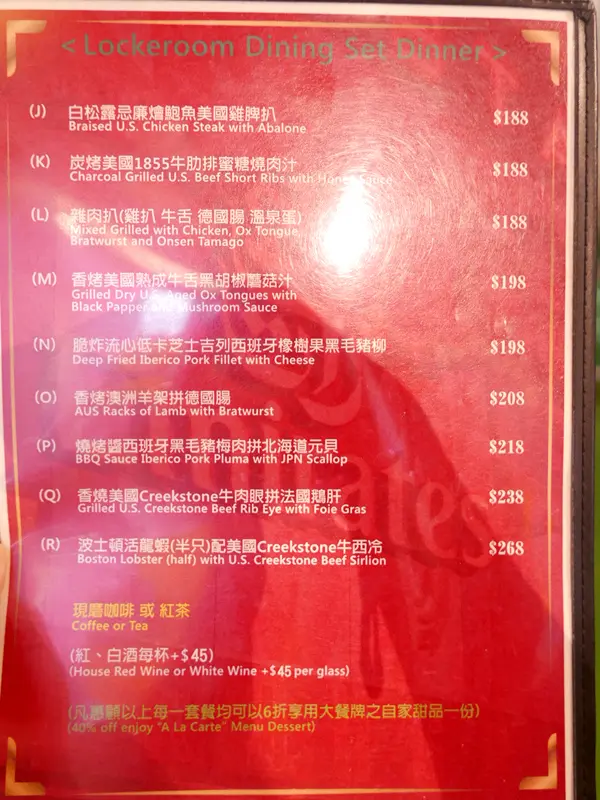 < Lockeroom Dining Set Dinner >
(J) 白松露忌廉燴鮑魚美國雞脾扒 $188
Braised U.S. Chicken Steak with Abalone
(K) 炭烤美國1855牛肋排蜜糖燒肉汁 $188
Charcoal Grilled U.S. Beef Short Ribs with Honey Sauce
(L) 雜肉扒(雞扒 牛舌 德國腸 溫泉蛋) $188
Mixed Grilled with Chicken, Ox Tongue,
Bratwurst and Onsen Tamago
(M) 香烤美國熟成牛舌黑胡椒蘑菇汁 $198
Grilled Dry U.S. Aged Ox Tongues with
Black Papper and Mushroom Sauce
(N) 脆炸流心低卡芝士吉列西班牙橡樹果黑毛豬柳 $198
Deep Fried Iberico Pork Fillet with Cheese
(O) 香烤澳洲羊架拼德國腸 $208
AUS Racks of Lamb with Bratwurst
(P) 燒烤醬西班牙黑毛豬梅肉拼北海道元貝 $218
BBQ Sauce Iberico Pork Pluma with JPN Scallop
(Q) 香燒美國Creekstone牛肉眼拼法國鵝肝 $238
Grilled U.S. Creekstone Beef Rib Eye with Foie Gras
(R) 波士頓活龍蝦(半只)配美國Creekstone牛西冷 $268
Boston Lobster (half) with U.S. Creekstone Beef Sirlion
現磨咖啡 或 紅茶
Coffee or Tea
(紅、白酒每杯+$45)
(House Red Wine or White Wine +$45 per glass)
(凡惠顧以上每一套餐均可以6折享用大餐牌之自家甜品一份)
(40% off enjoy "A La Carte" Menu Dessert)